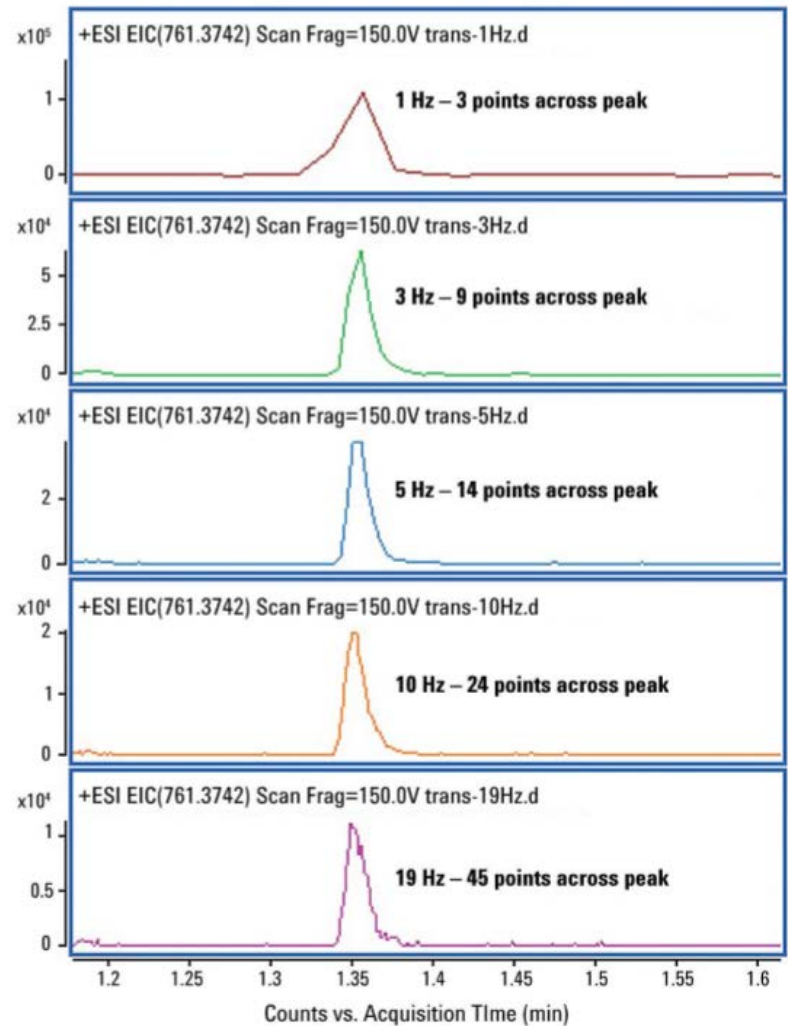 x10⁵
+ESI EIC(761.3742) Scan Frag=150.0V trans-1Hz.d
1
1 Hz – 3 points across peak
0
x10⁴
+ESI EIC(761.3742) Scan Frag=150.0V trans-3Hz.d
5
3 Hz – 9 points across peak
2.5
0
x10⁴
+ESI EIC(761.3742) Scan Frag=150.0V trans-5Hz.d
5 Hz – 14 points across peak
2
0
x10⁴
+ESI EIC(761.3742) Scan Frag=150.0V trans-10Hz.d
2
10 Hz – 24 points across peak
1
0
x10⁴
+ESI EIC(761.3742) Scan Frag=150.0V trans-19Hz.d
1
19 Hz – 45 points across peak
0.5
0
1.2 1.25 1.3 1.35 1.4 1.45 1.5 1.55 1.6
Counts vs. Acquisition TIme (min)